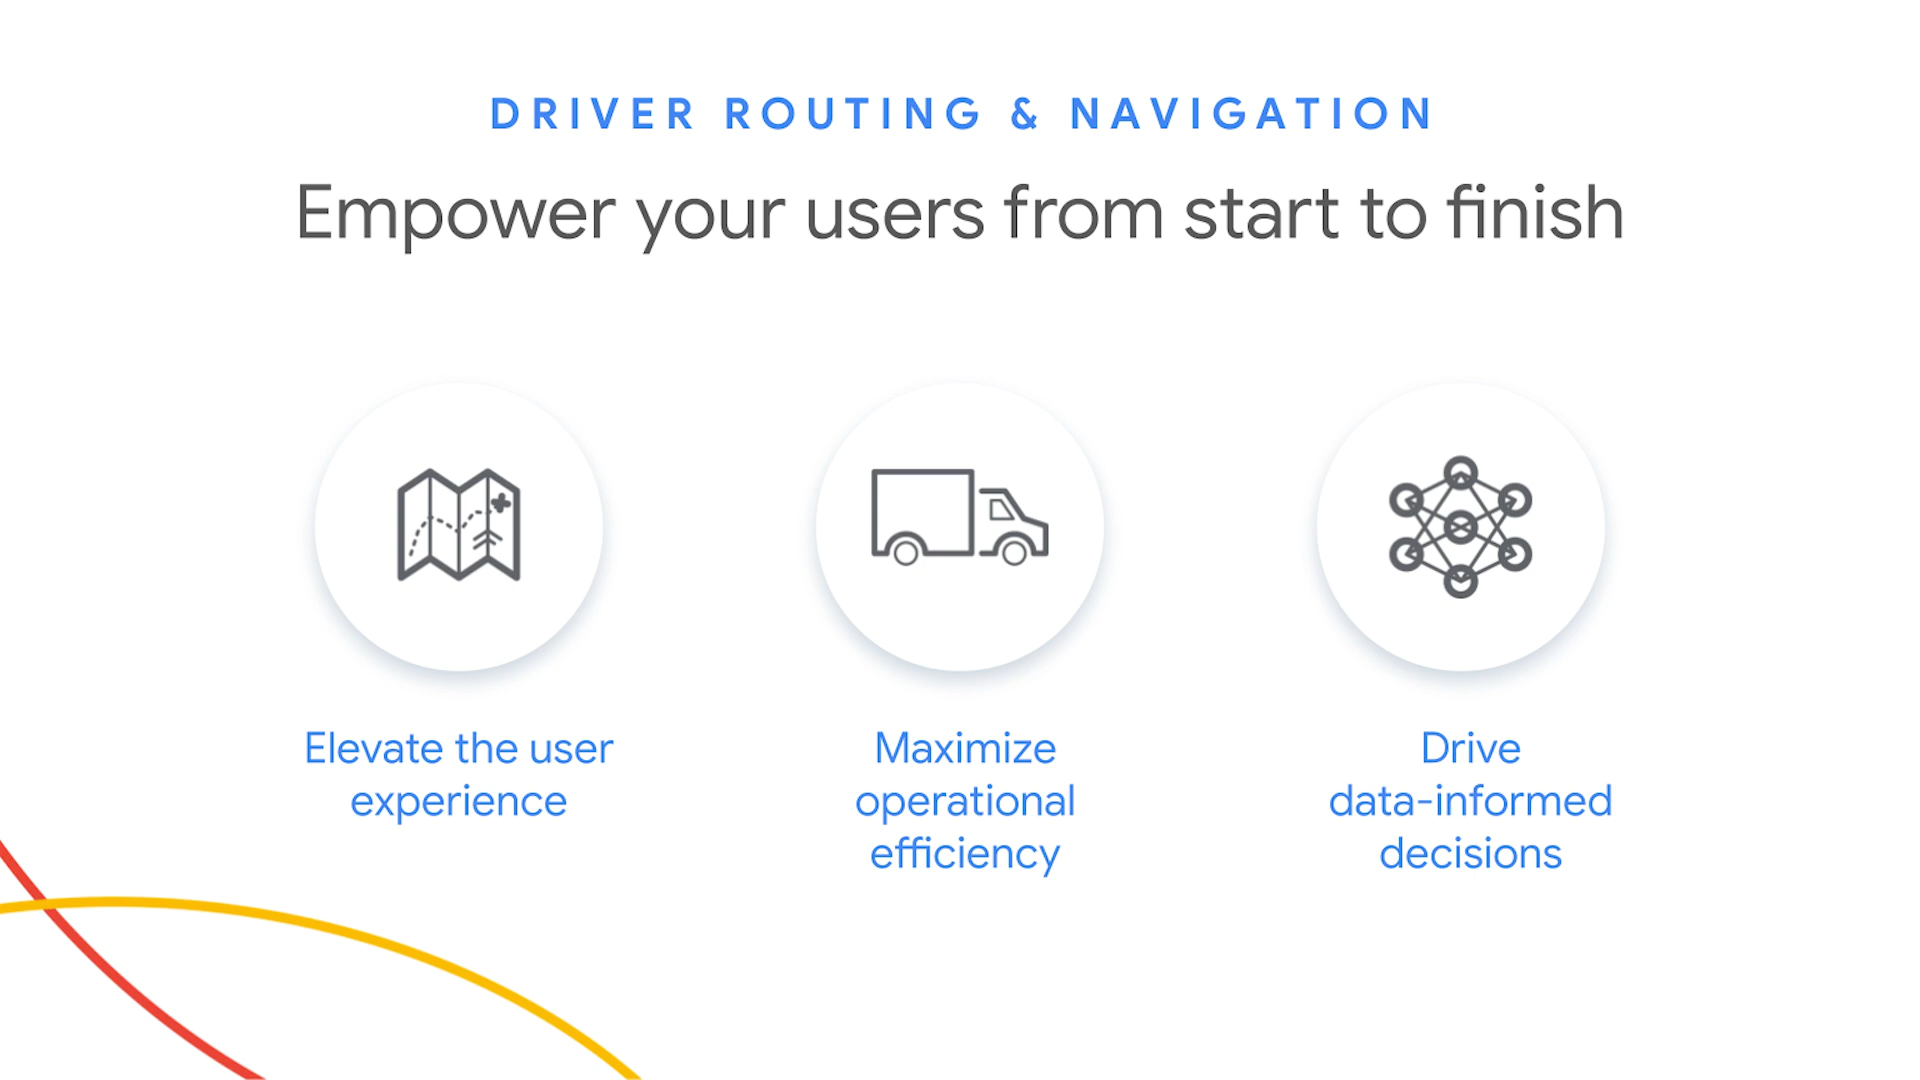 DRIVER ROUTING & NAVIGATION
Empower your users from start to finish
Elevate the user
experience
Maximize
operational
efficiency
Drive
data-informed
decisions